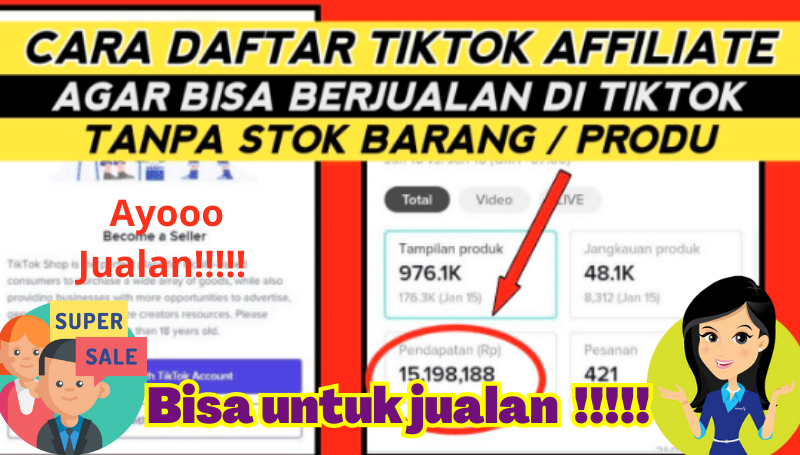 CARA DAFTAR TIKTOK AFFILIATE
AGAR BISA BERJUALAN DI TIKTOK
TANPA STOK BARANG / PRODU
Ayooo
Become a Seller
Jualan!!!!!
TikTok Shop is the
consumers to purchase a wide array of goods, while also
providing businesses with more opportunities to advertise,
creators resources. Please
than 18 years old.
SUPER
SALE
TikTok Account
Total
Video
LIVE
Tampilan produk
976.1K
176.3K (Jan 15)
Jangkauan produk
48.1K
8,312 (Jan 15)
Pendapatan (Rp)
15.198,188
Pesanan
421
Bisa untuk jualan !!!!!